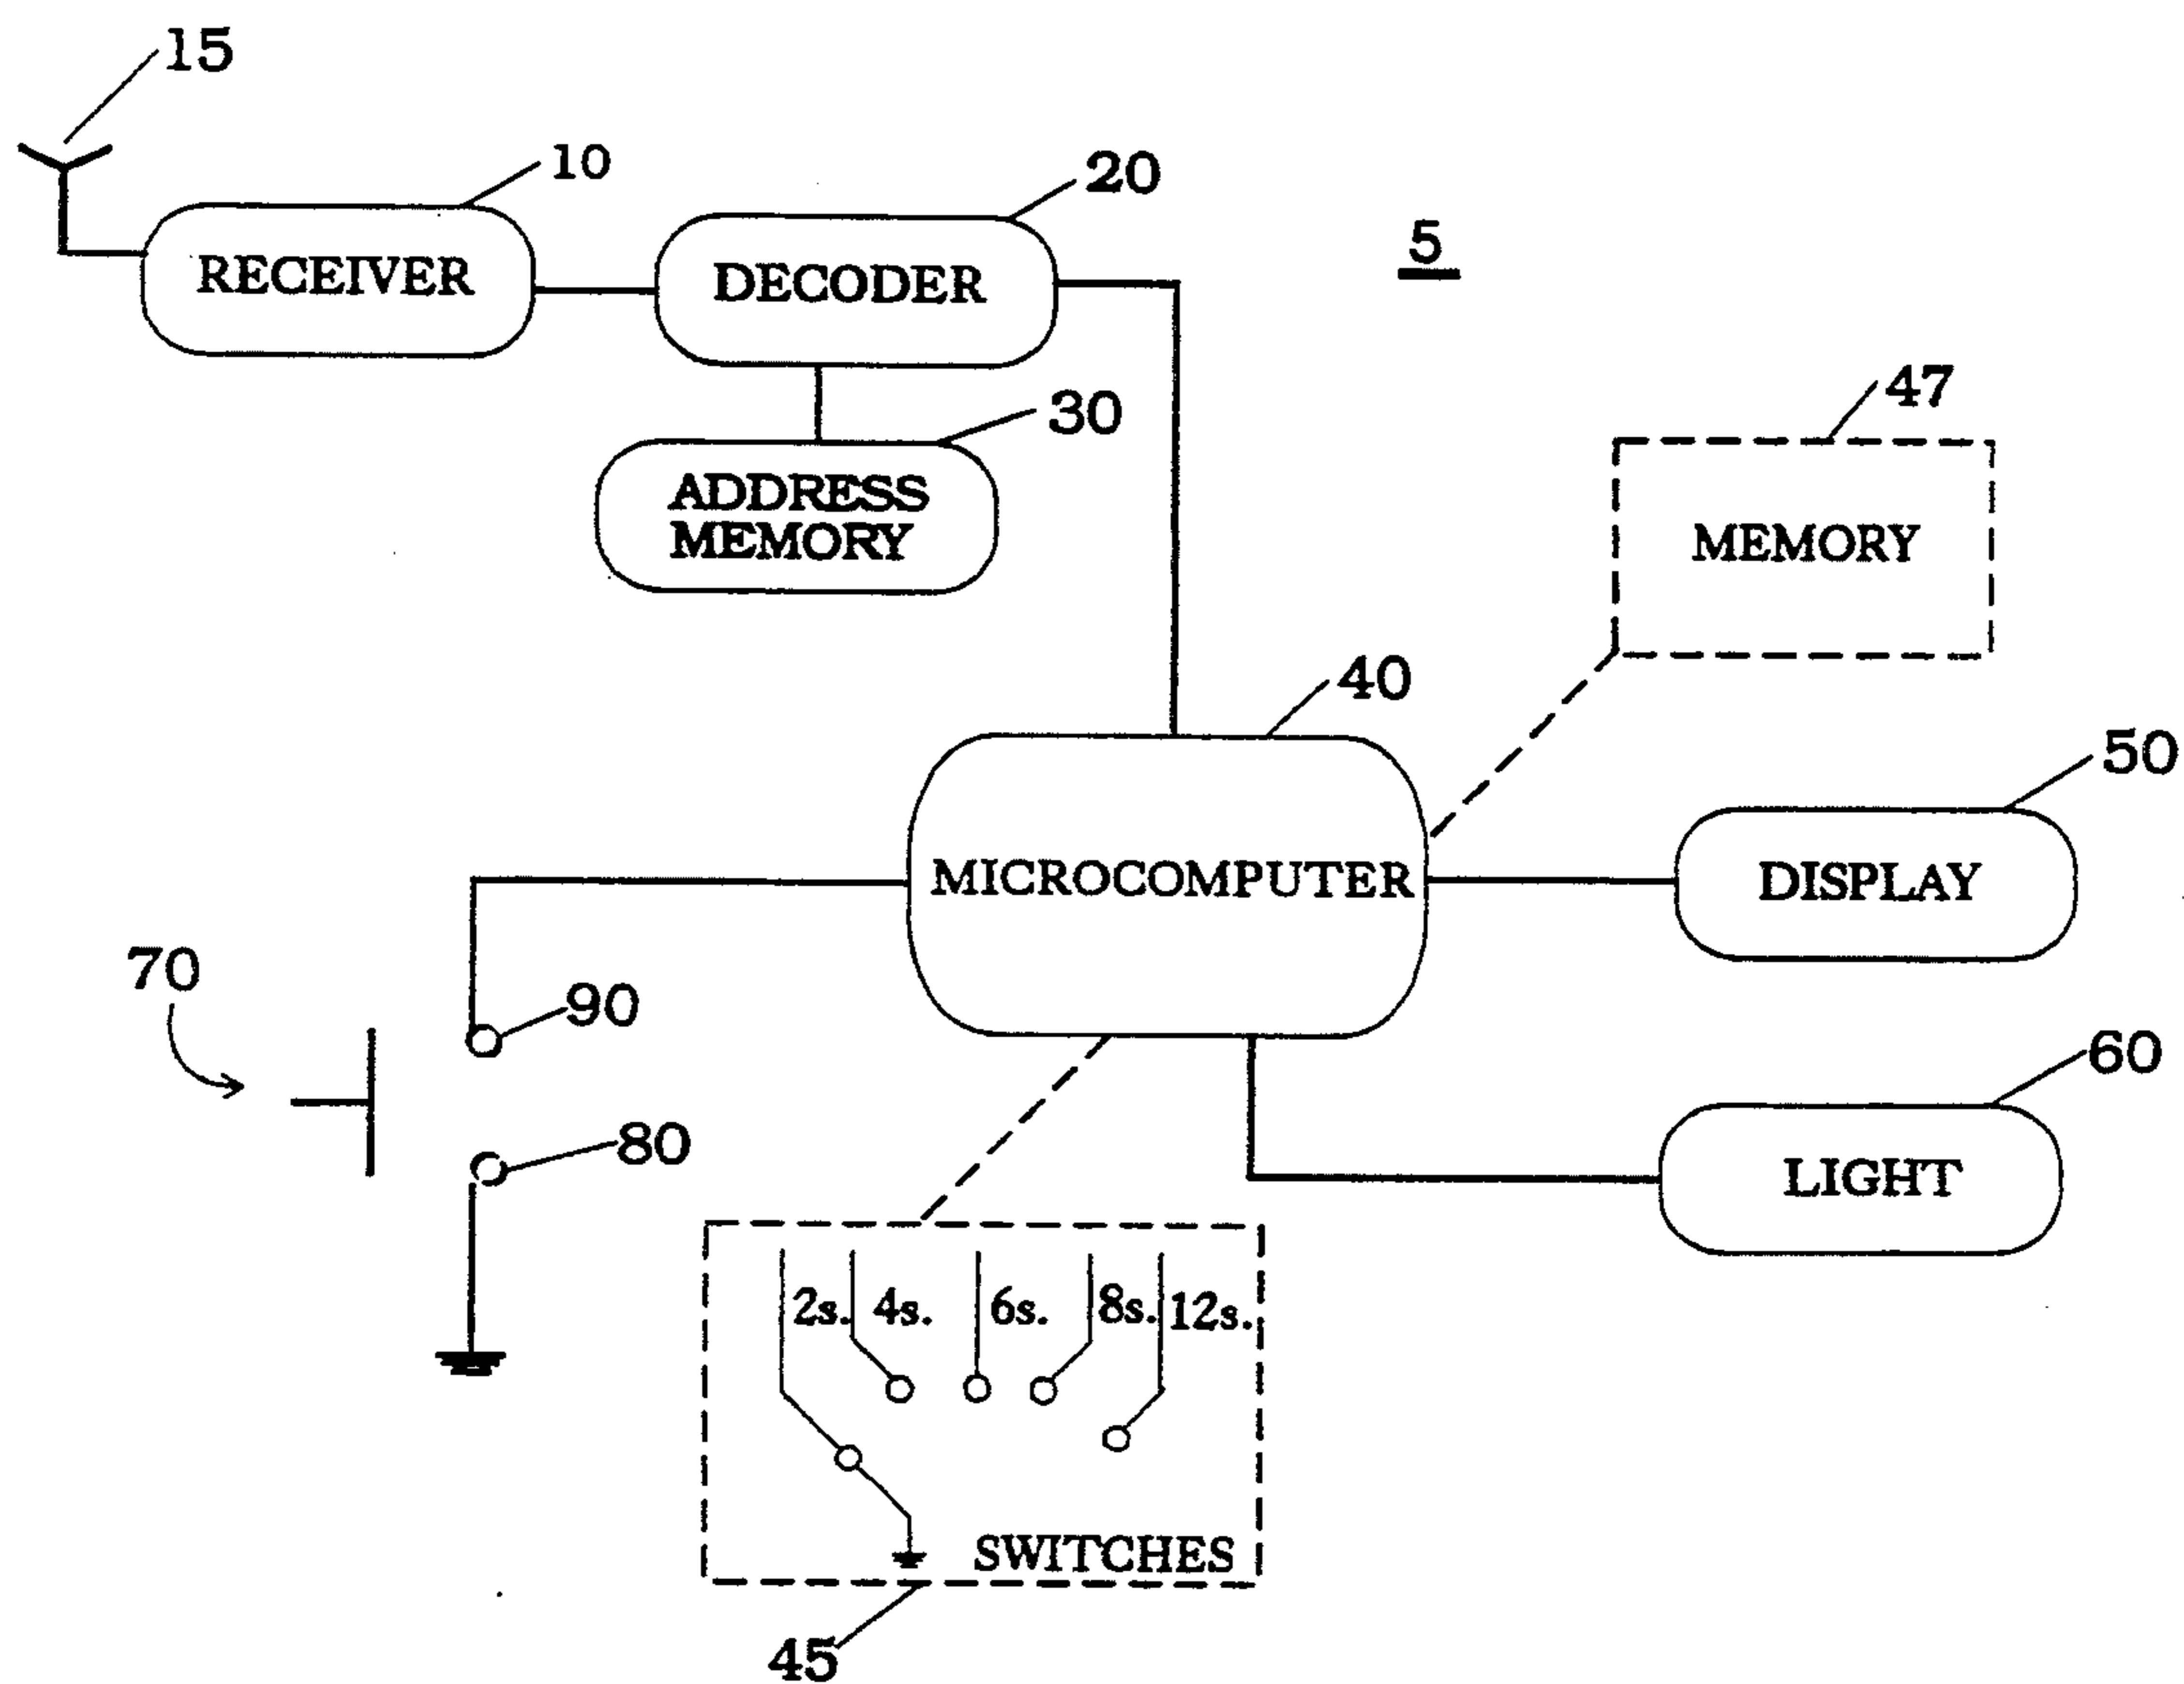 15
10
20
5
RECEIVER
DECODER
47
30
ADDRESS
MEMORY
MEMORY
40
50
MICROCOMPUTER
DISPLAY
70
90
60
80
LIGHT
2s. 4s. 6s. 8s. 12s.
SWITCHES
45